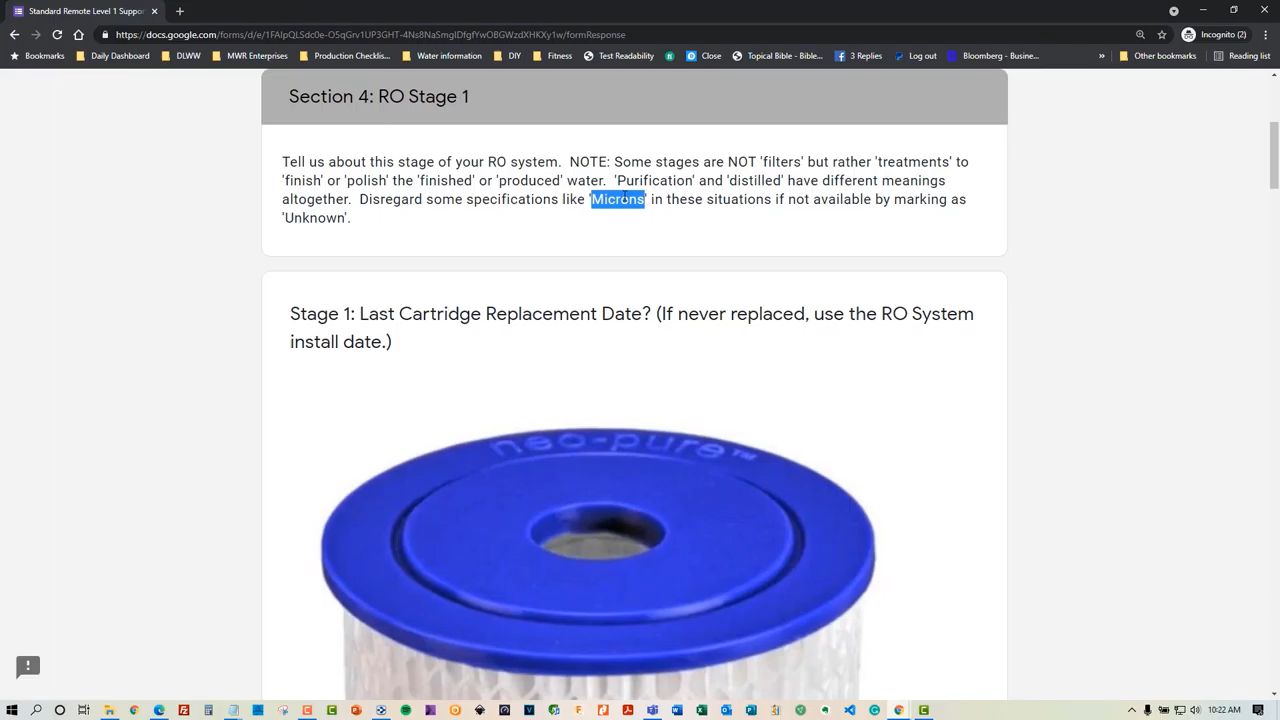 Standard Remote Level 1 Suppor
https://docs.google.com/forms/d/e/1FAIpQLSdc0e-O5qGrv1UP3GHT-4Ns8NaSmgIDfgfYwOBGWzdXHKXy1w/formResponse
Incognito (2)
Bookmarks
Daily Dashboard
DLWW
MWR Enterprises
Production Checklis...
Water information
DIY
Fitness
Test Readability
Close
Topical Bible - Bible...
3 Replies
Log out
Bloomberg - Busine...
»
Other bookmarks
Reading list
Section 4: RO Stage 1
Tell us about this stage of your RO system.  NOTE: Some stages are NOT 'filters' but rather 'treatments' to
'finish' or 'polish' the 'finished' or 'produced' water.  'Purification' and 'distilled' have different meanings
altogether.  Disregard some specifications like 'Microns' in these situations if not available by marking as
'Unknown'.
Stage 1: Last Cartridge Replacement Date? (If never replaced, use the RO System
install date.)
neo-pure™
10:22 AM